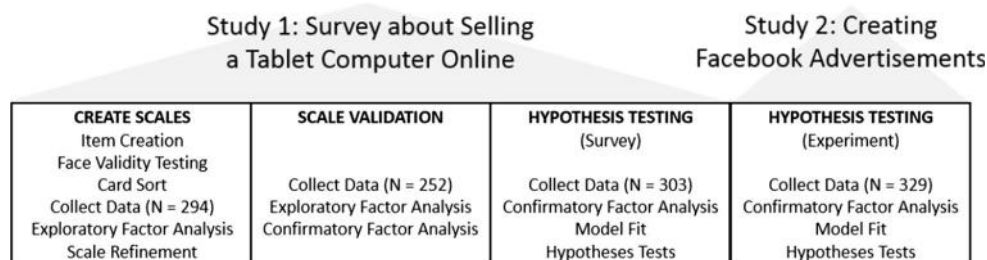 Study 1: Survey about Selling
a Tablet Computer Online
Study 2: Creating
Facebook Advertisements
CREATE SCALES
Item Creation
Face Validity Testing
Card Sort
Collect Data (N = 294)
Exploratory Factor Analysis
Scale Refinement
SCALE VALIDATION
Collect Data (N = 252)
Exploratory Factor Analysis
Confirmatory Factor Analysis
HYPOTHESIS TESTING
(Survey)
Collect Data (N = 303)
Confirmatory Factor Analysis
Model Fit
Hypotheses Tests
HYPOTHESIS TESTING
(Experiment)
Collect Data (N = 329)
Confirmatory Factor Analysis
Model Fit
Hypotheses Tests